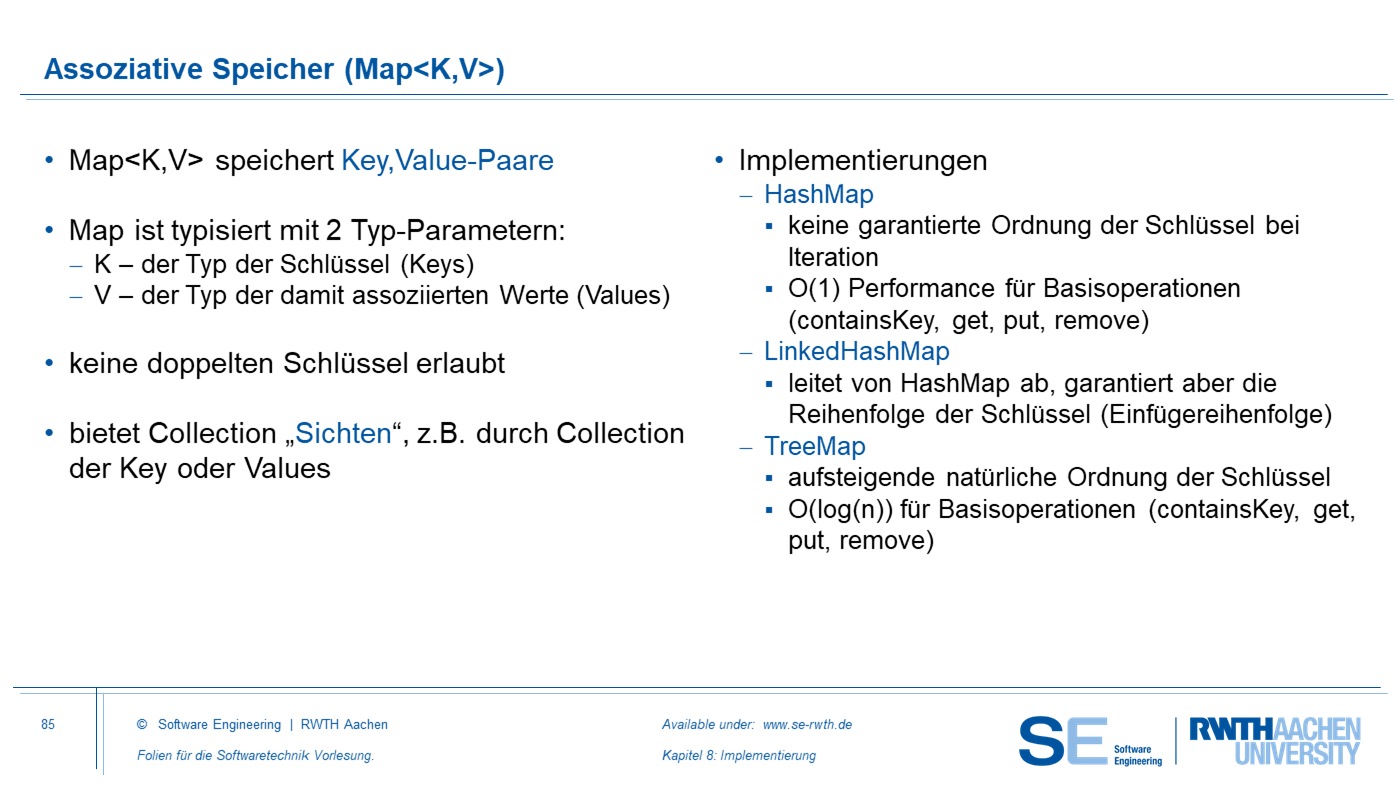 Assoziative Speicher (Map<K,V>)
• Map<K,V> speichert Key,Value-Paare
• Map ist typisiert mit 2 Typ-Parametern:
– K – der Typ der Schlüssel (Keys)
– V – der Typ der damit assoziierten Werte (Values)
• keine doppelten Schlüssel erlaubt
• bietet Collection „Sichten“, z.B. durch Collection
der Key oder Values
• Implementierungen
– HashMap
▪ keine garantierte Ordnung der Schlüssel bei
Iteration
▪ O(1) Performance für Basisoperationen
(containsKey, get, put, remove)
– LinkedHashMap
▪ leitet von HashMap ab, garantiert aber die
Reihenfolge der Schlüssel (Einfügereihenfolge)
– TreeMap
▪ aufsteigende natürliche Ordnung der Schlüssel
▪ O(log(n)) für Basisoperationen (containsKey, get,
put, remove)
85
© Software Engineering | RWTH Aachen
Folien für die Softwaretechnik Vorlesung.
Available under: www.se-rwth.de
Kapitel 8: Implementierung
SE Software
Engineering
RWTHAACHEN
UNIVERSITY